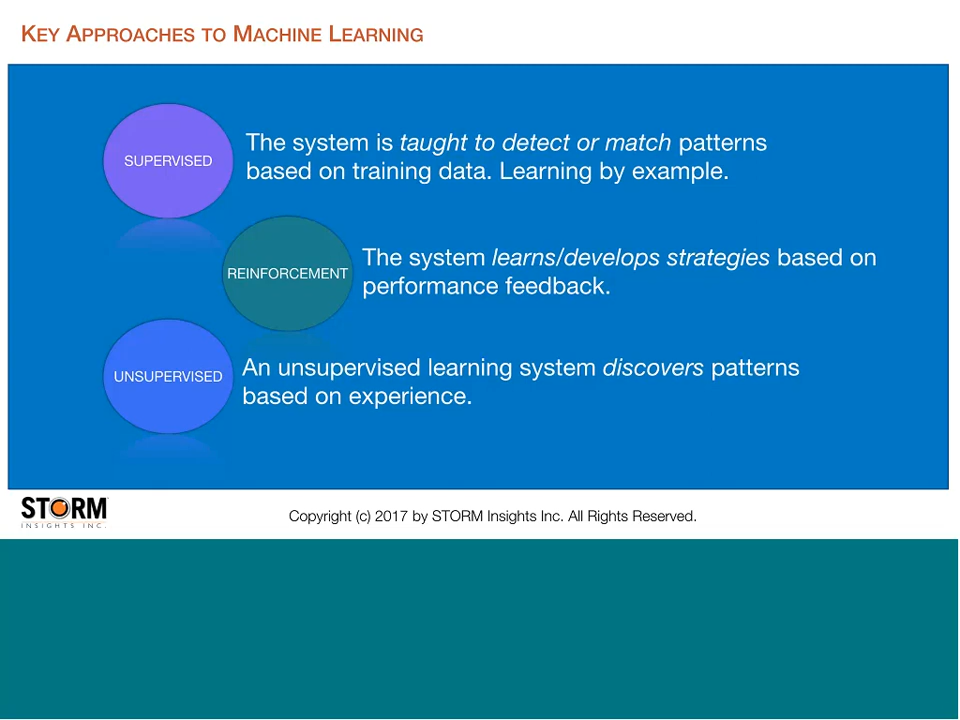 KEY APPROACHES TO MACHINE LEARNING
SUPERVISED
The system is taught to detect or match patterns
based on training data. Learning by example.
REINFORCEMENT
The system learns/develops strategies based on
performance feedback.
UNSUPERVISED
An unsupervised learning system discovers patterns
based on experience.
STORM
INSIGHTS INC.
Copyright (c) 2017 by STORM Insights Inc. All Rights Reserved.